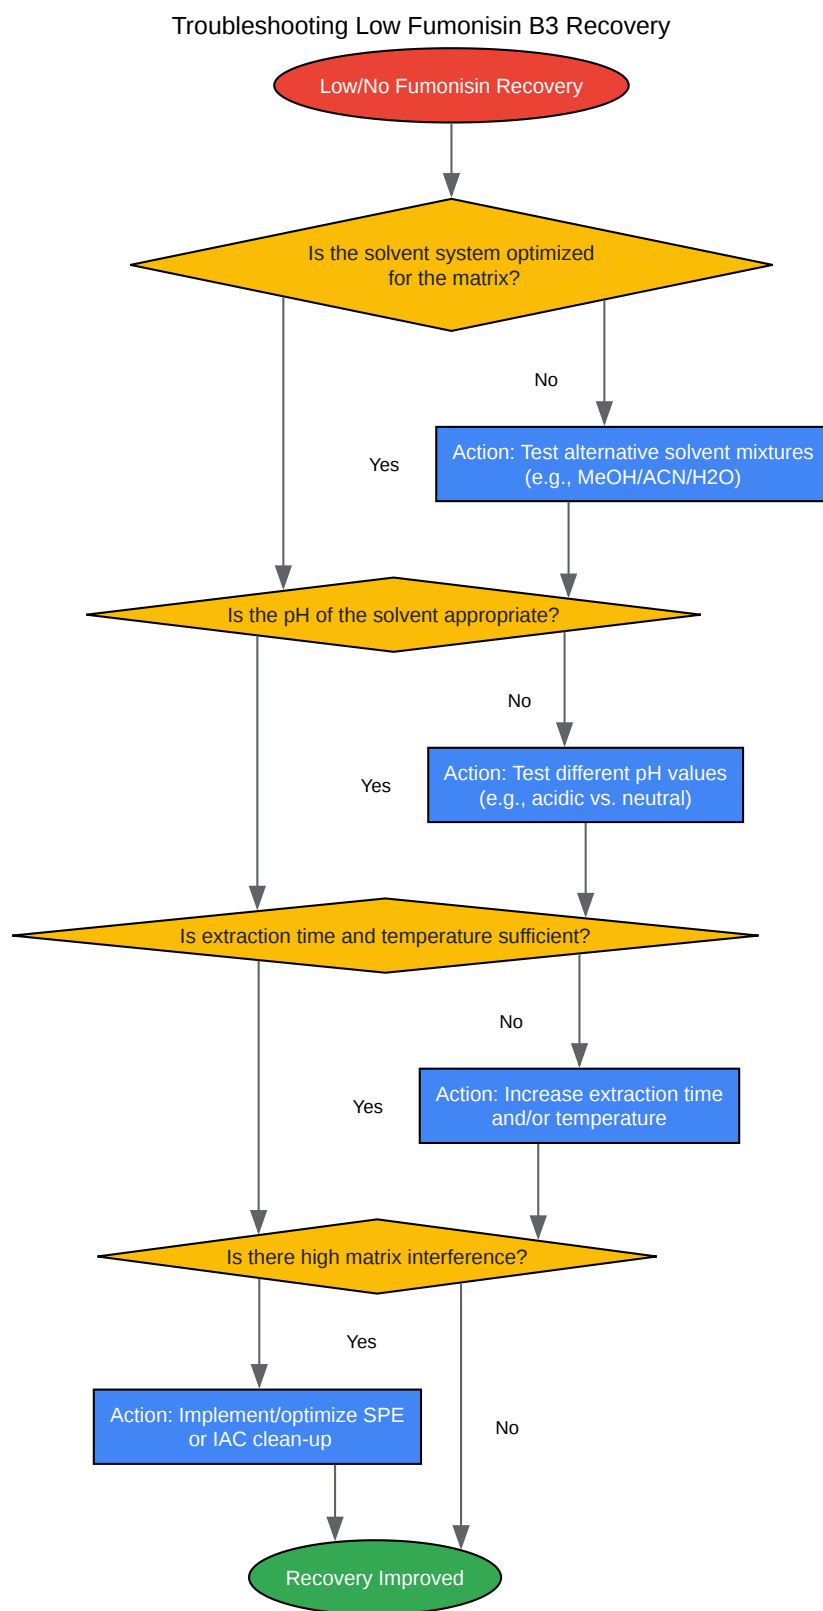 Troubleshooting Low Fumonisin B3 Recovery
Low/No Fumonisin Recovery
Is the solvent system optimized
for the matrix?
No
Yes
Action: Test alternative solvent mixtures
(e.g., MeOH/ACN/H2O)
Is the pH of the solvent appropriate?
No
Yes
Action: Test different pH values
(e.g., acidic vs. neutral)
Is extraction time and temperature sufficient?
No
Yes
Action: Increase extraction time
and/or temperature
Is there high matrix interference?
Yes
Action: Implement/optimize SPE
or IAC clean-up
No
Recovery Improved